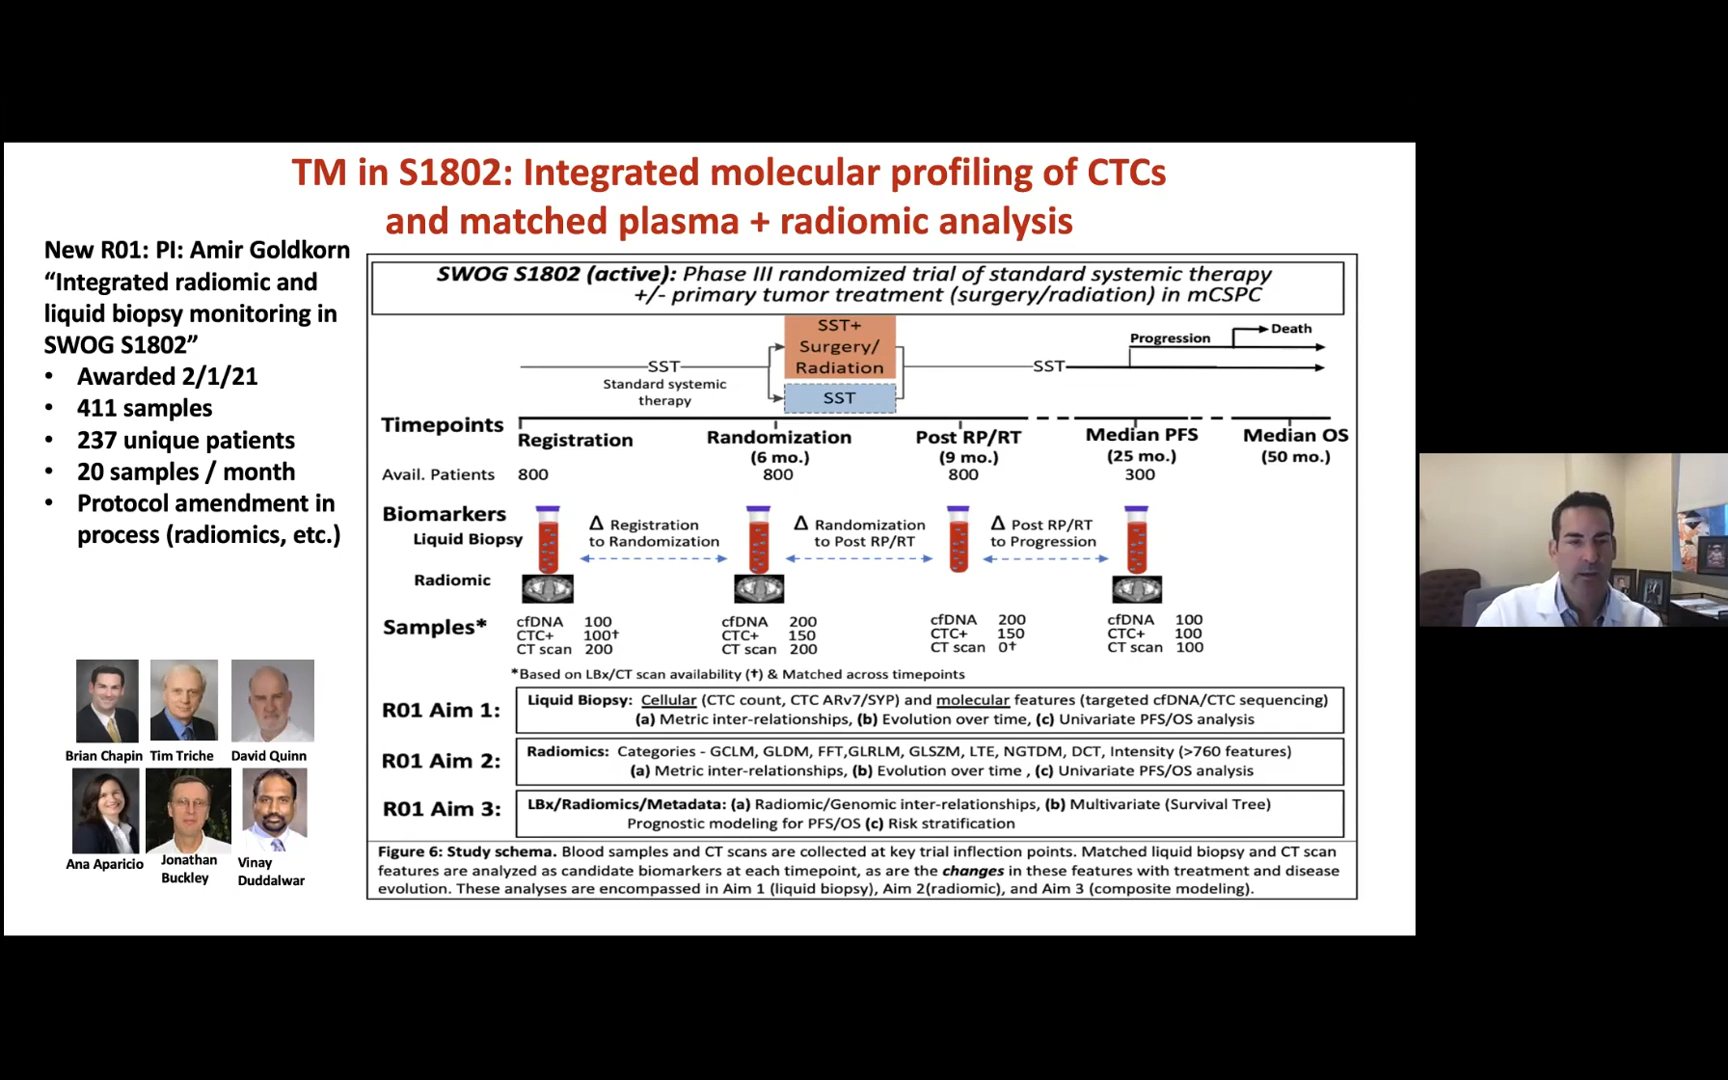 TM in S1802: Integrated molecular profiling of CTCs
and matched plasma + radiomic analysis
New R01: PI: Amir Goldkorn
“Integrated radiomic and
liquid biopsy monitoring in
SWOG S1802”
• Awarded 2/1/21
• 411 samples
• 237 unique patients
• 20 samples / month
• Protocol amendment in
process (radiomics, etc.)
Brian Chapin Tim Triche David Quinn
Ana Aparicio Jonathan Buckley Vinay Duddalwar
SWOG S1802 (active): Phase III randomized trial of standard systemic therapy
+/- primary tumor treatment (surgery/radiation) in mCSPC
SST
Standard systemic
therapy
SST+
Surgery/
Radiation
SST
SST
Progression
Death
Timepoints
Registration Randomization Post RP/RT Median PFS Median OS
(6 mo.) (9 mo.) (25 mo.) (50 mo.)
Avail. Patients 800 800 800 300
Biomarkers
Liquid Biopsy
Δ Registration
to Randomization
Δ Randomization
to Post RP/RT
Δ Post RP/RT
to Progression
Radiomic
Samples*
cfDNA 100
CTC+ 100†
CT scan 200
cfDNA 200
CTC+ 150
CT scan 200
cfDNA 200
CTC+ 150
CT scan 0†
cfDNA 100
CTC+ 100
CT scan 100
*Based on LBx/CT scan availability (†) & Matched across timepoints
R01 Aim 1:
Liquid Biopsy: Cellular (CTC count, CTC ARv7/SYP) and molecular features (targeted cfDNA/CTC sequencing)
(a) Metric inter-relationships, (b) Evolution over time, (c) Univariate PFS/OS analysis
R01 Aim 2:
Radiomics: Categories - GCLM, GLDM, FFT,GLRLM, GLSZM, LTE, NGTDM, DCT, Intensity (>760 features)
(a) Metric inter-relationships, (b) Evolution over time , (c) Univariate PFS/OS analysis
R01 Aim 3:
LBx/Radiomics/Metadata: (a) Radiomic/Genomic inter-relationships, (b) Multivariate (Survival Tree)
Prognostic modeling for PFS/OS (c) Risk stratification
Figure 6: Study schema. Blood samples and CT scans are collected at key trial inflection points. Matched liquid biopsy and CT scan
features are analyzed as candidate biomarkers at each timepoint, as are the changes in these features with treatment and disease
evolution. These analyses are encompassed in Aim 1 (liquid biopsy), Aim 2(radiomic), and Aim 3 (composite modeling).